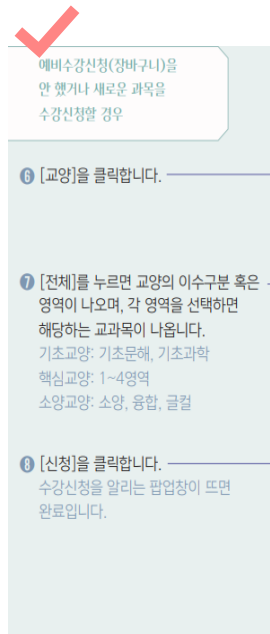 예비수강신청(장바구니)을
안 했거나 새로운 과목을
수강신청할 경우
❻ [교양]을 클릭합니다.
❼ [전체]를 누르면 교양의 이수구분 혹은
영역이 나오며, 각 영역을 선택하면
해당하는 교과목이 나옵니다.
기초교양: 기초문해, 기초과학
핵심교양: 1~4영역
소양교양: 소양, 융합, 글컬
❽ [신청]을 클릭합니다.
수강신청을 알리는 팝업창이 뜨면
완료입니다.